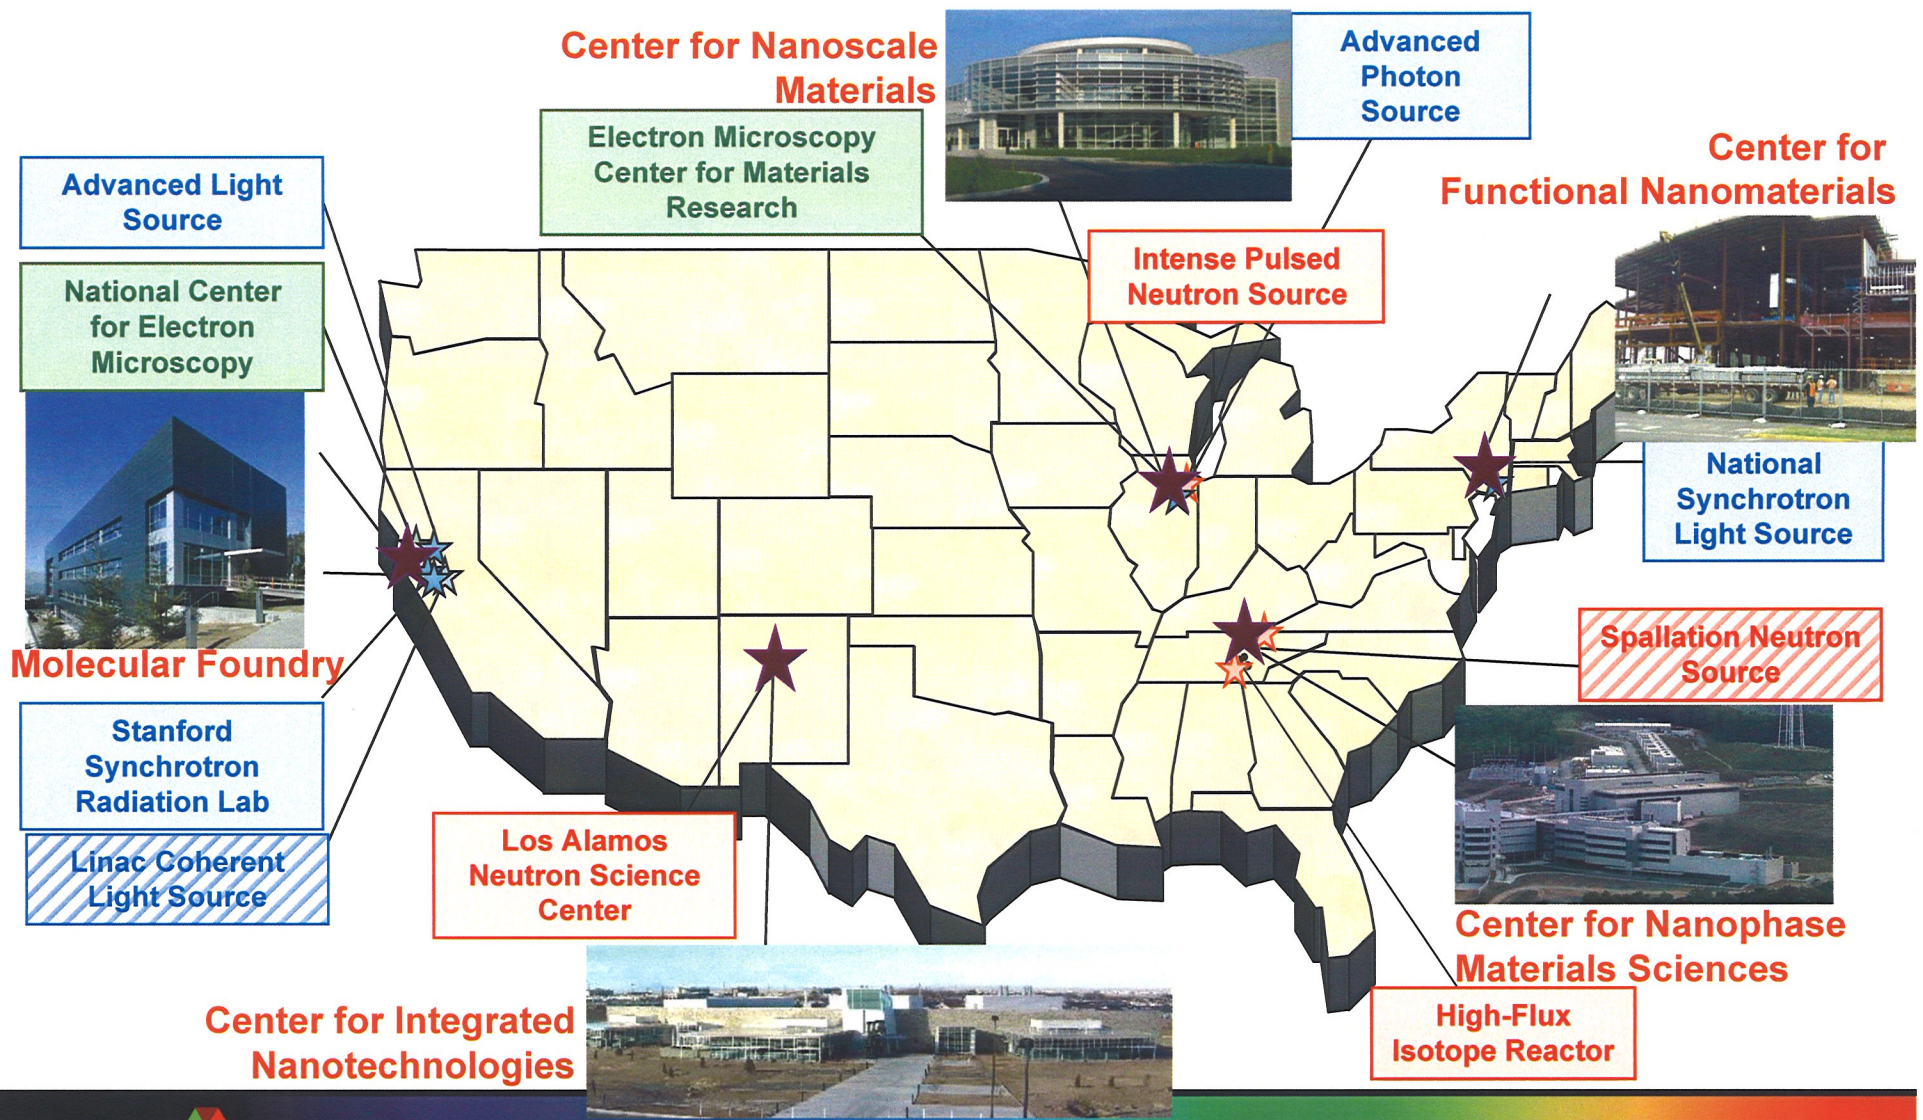 Center for Nanoscale
Materials
Advanced
Photon
Source
Electron Microscopy
Center for Materials
Research
Center for
Functional Nanomaterials
Advanced Light
Source
Intense Pulsed
Neutron Source
National Center
for Electron
Microscopy
National
Synchrotron
Light Source
Molecular Foundry
Spallation Neutron
Source
Stanford
Synchrotron
Radiation Lab
Linac Coherent
Light Source
Los Alamos
Neutron Science
Center
Center for Nanophase
Materials Sciences
Center for Integrated
Nanotechnologies
High-Flux
Isotope Reactor